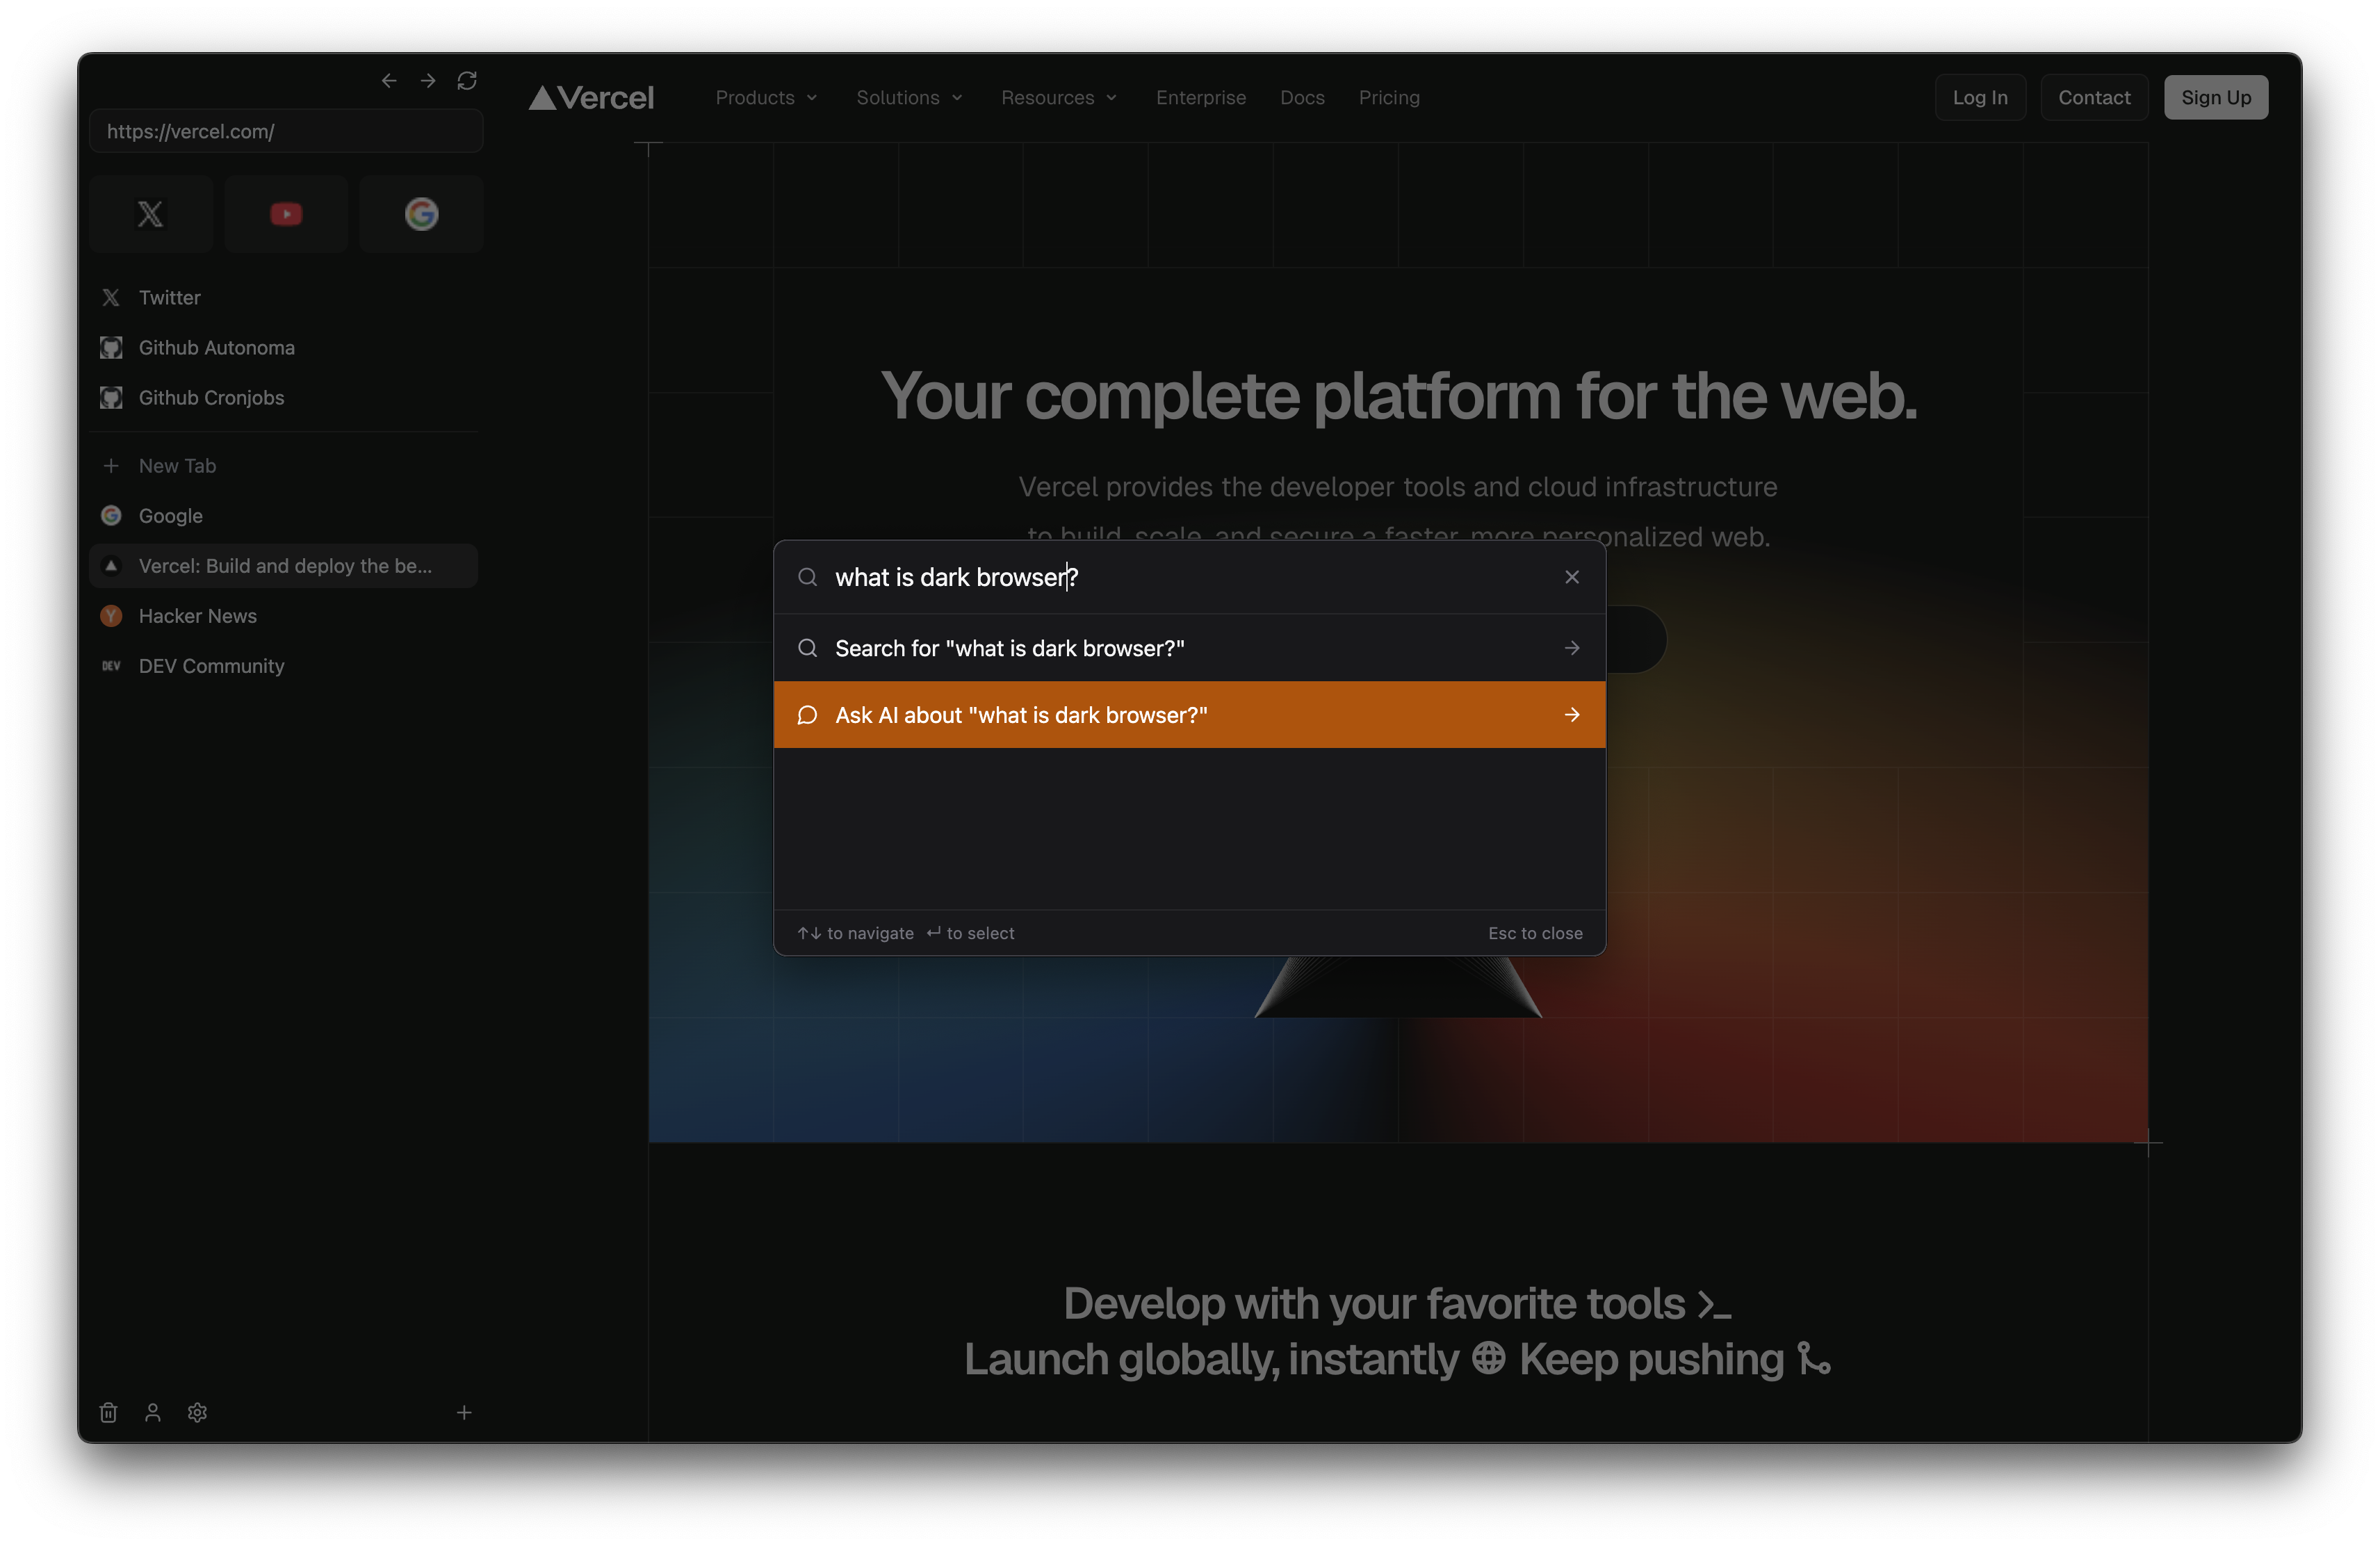 https://vercel.com/
Twitter
Github Autonoma
Github Cronjobs
New Tab
Google
Vercel: Build and deploy the be...
Hacker News
DEV
DEV Community
Vercel
Products
Solutions
Resources
Enterprise
Docs
Pricing
Log In
Contact
Sign Up
Your complete platform for the web.
Vercel provides the developer tools and cloud infrastructure
to build, scale, and secure a faster, more personalized web.
what is dark browser?
Search for "what is dark browser?"
Ask AI about "what is dark browser?"
↑↓ to navigate ↵ to select
Esc to close
Develop with your favorite tools
Launch globally, instantly Keep pushing